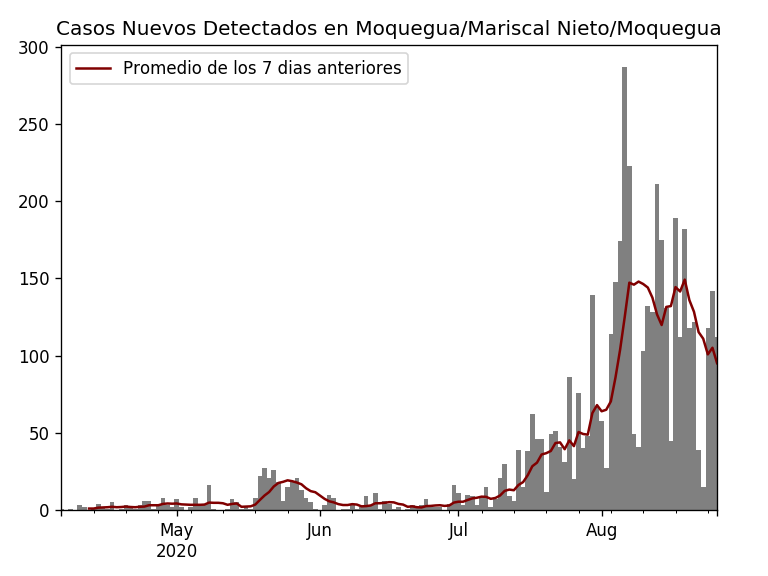 Casos Nuevos Detectados en Moquegua/Mariscal Nieto/Moquegua
Promedio de los 7 dias anteriores
300
250
200
150
100
50
0
May Jun Jul Aug
2020